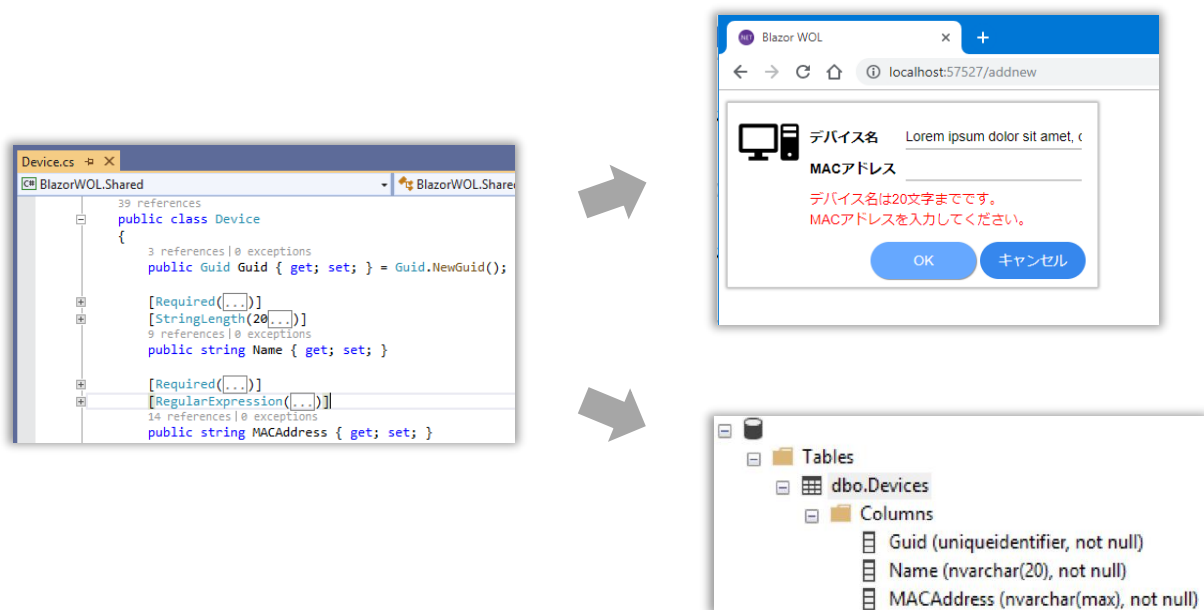 Device.cs
BlazorWOL.Shared
BlazorWOL.Share
39 references
public class Device
{
3 references | 0 exceptions
public Guid Guid { get; set; } = Guid.NewGuid();
[Required(...)]
[StringLength(20...)]
9 references | 0 exceptions
public string Name { get; set; }
[Required(...)]
[RegularExpression(...)]
14 references | 0 exceptions
public string MACAddress { get; set; }
Blazor WOL
localhost:57527/addnew
デバイス名 Lorem ipsum dolor sit amet, c
MACアドレス
デバイス名は20文字までです。
MACアドレスを入力してください。
OK キャンセル
Tables
dbo.Devices
Columns
Guid (uniqueidentifier, not null)
Name (nvarchar(20), not null)
MACAddress (nvarchar(max), not null)